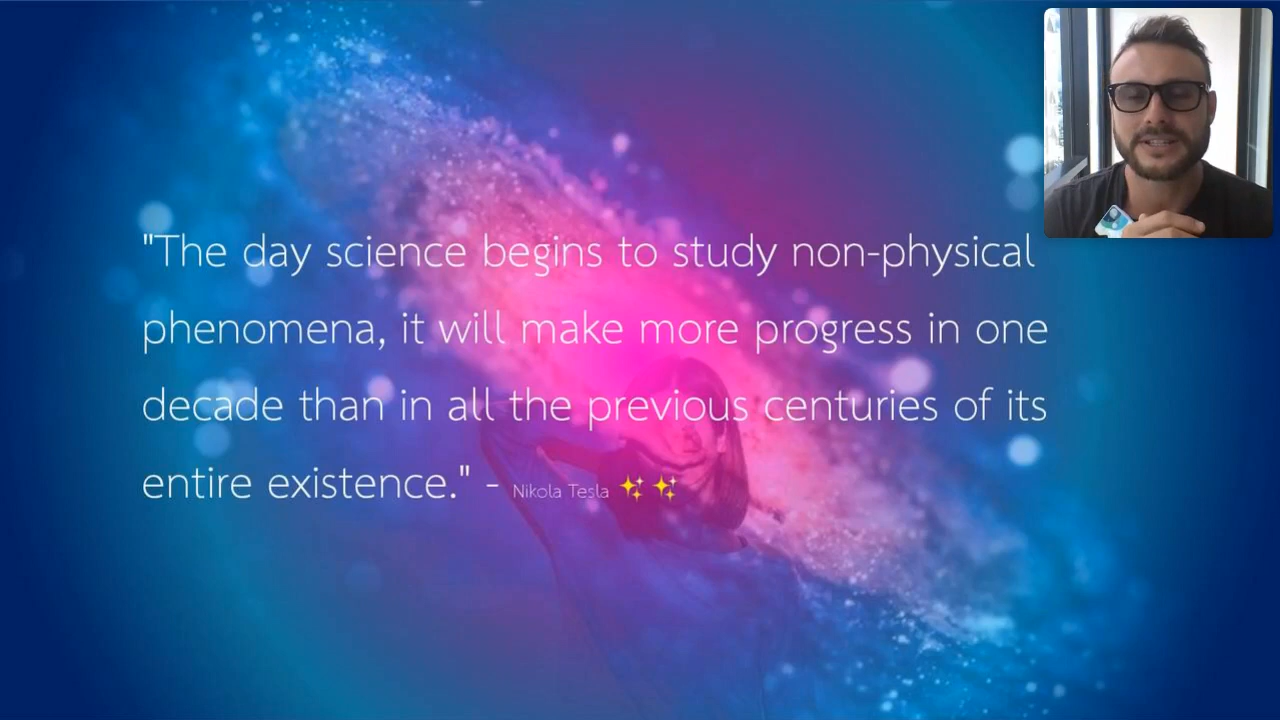 "The day science begins to study non-physical
phenomena, it will make more progress in one
decade than in all the previous centuries of its
entire existence." - Nikola Tesla ✨✨